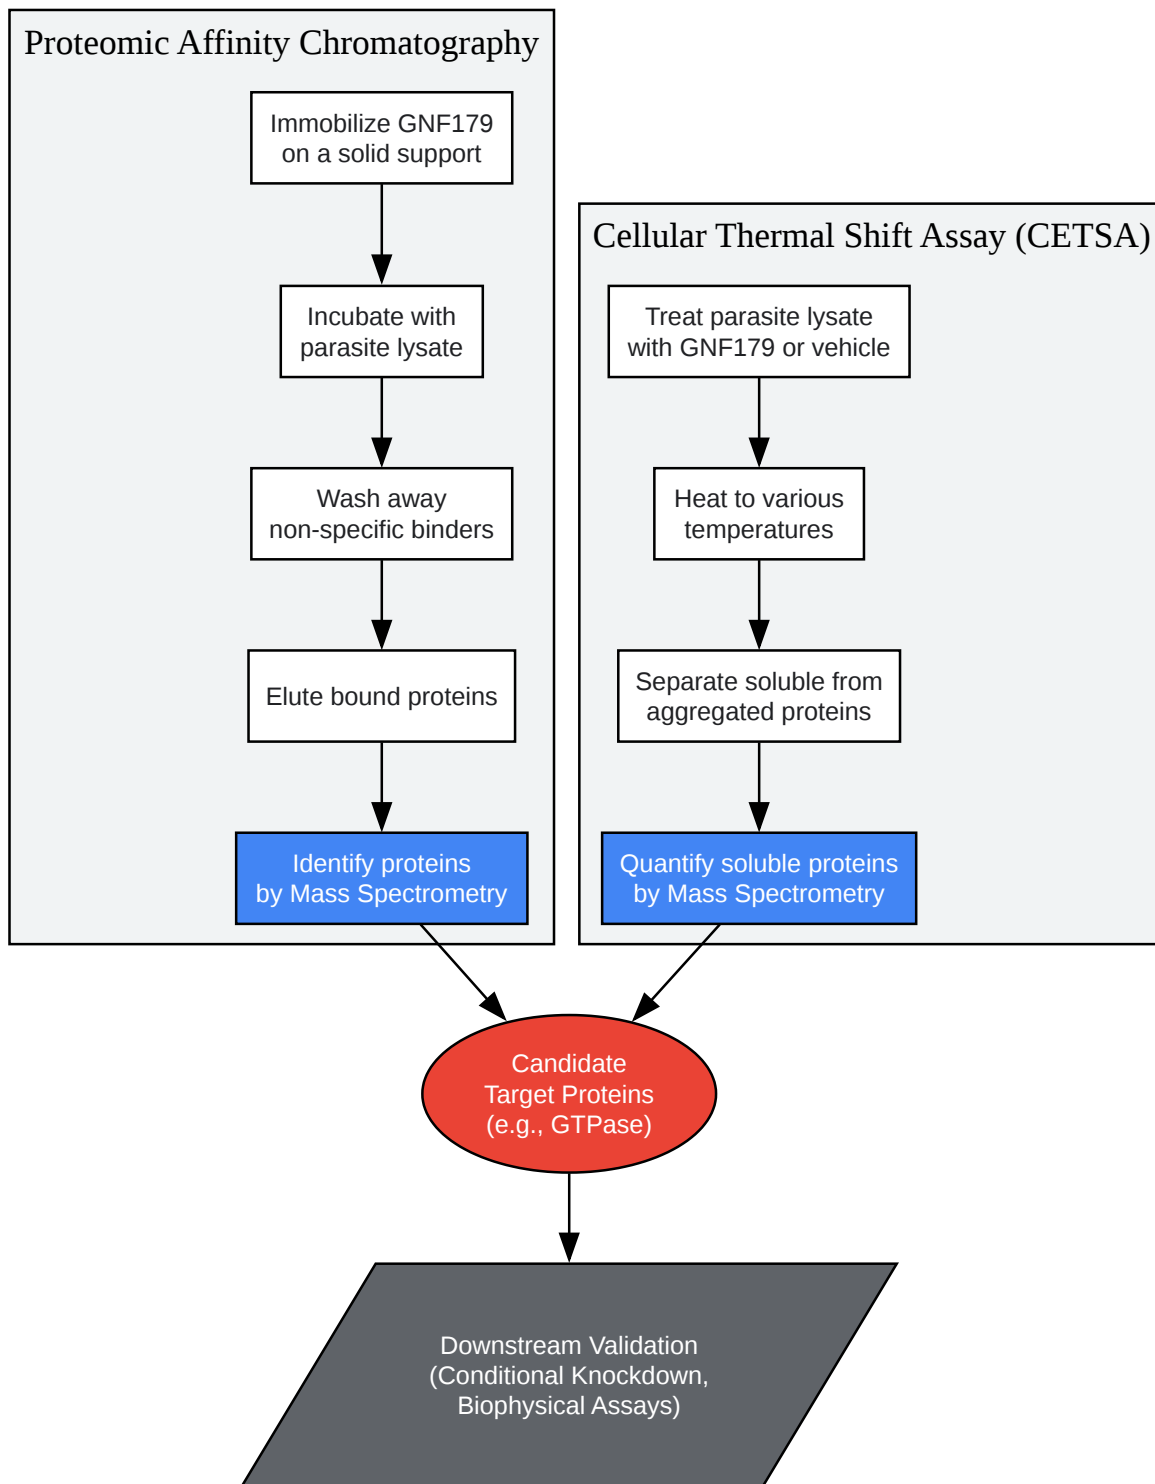 Proteomic Affinity Chromatography
Immobilize GNF179
on a solid support
Incubate with
parasite lysate
Wash away
non-specific binders
Elute bound proteins
Identify proteins
by Mass Spectrometry
Cellular Thermal Shift Assay (CETSA)
Treat parasite lysate
with GNF179 or vehicle
Heat to various
temperatures
Separate soluble from
aggregated proteins
Quantify soluble proteins
by Mass Spectrometry
Candidate
Target Proteins
(e.g., GTPase)
Downstream Validation
(Conditional Knockdown,
Biophysical Assays)